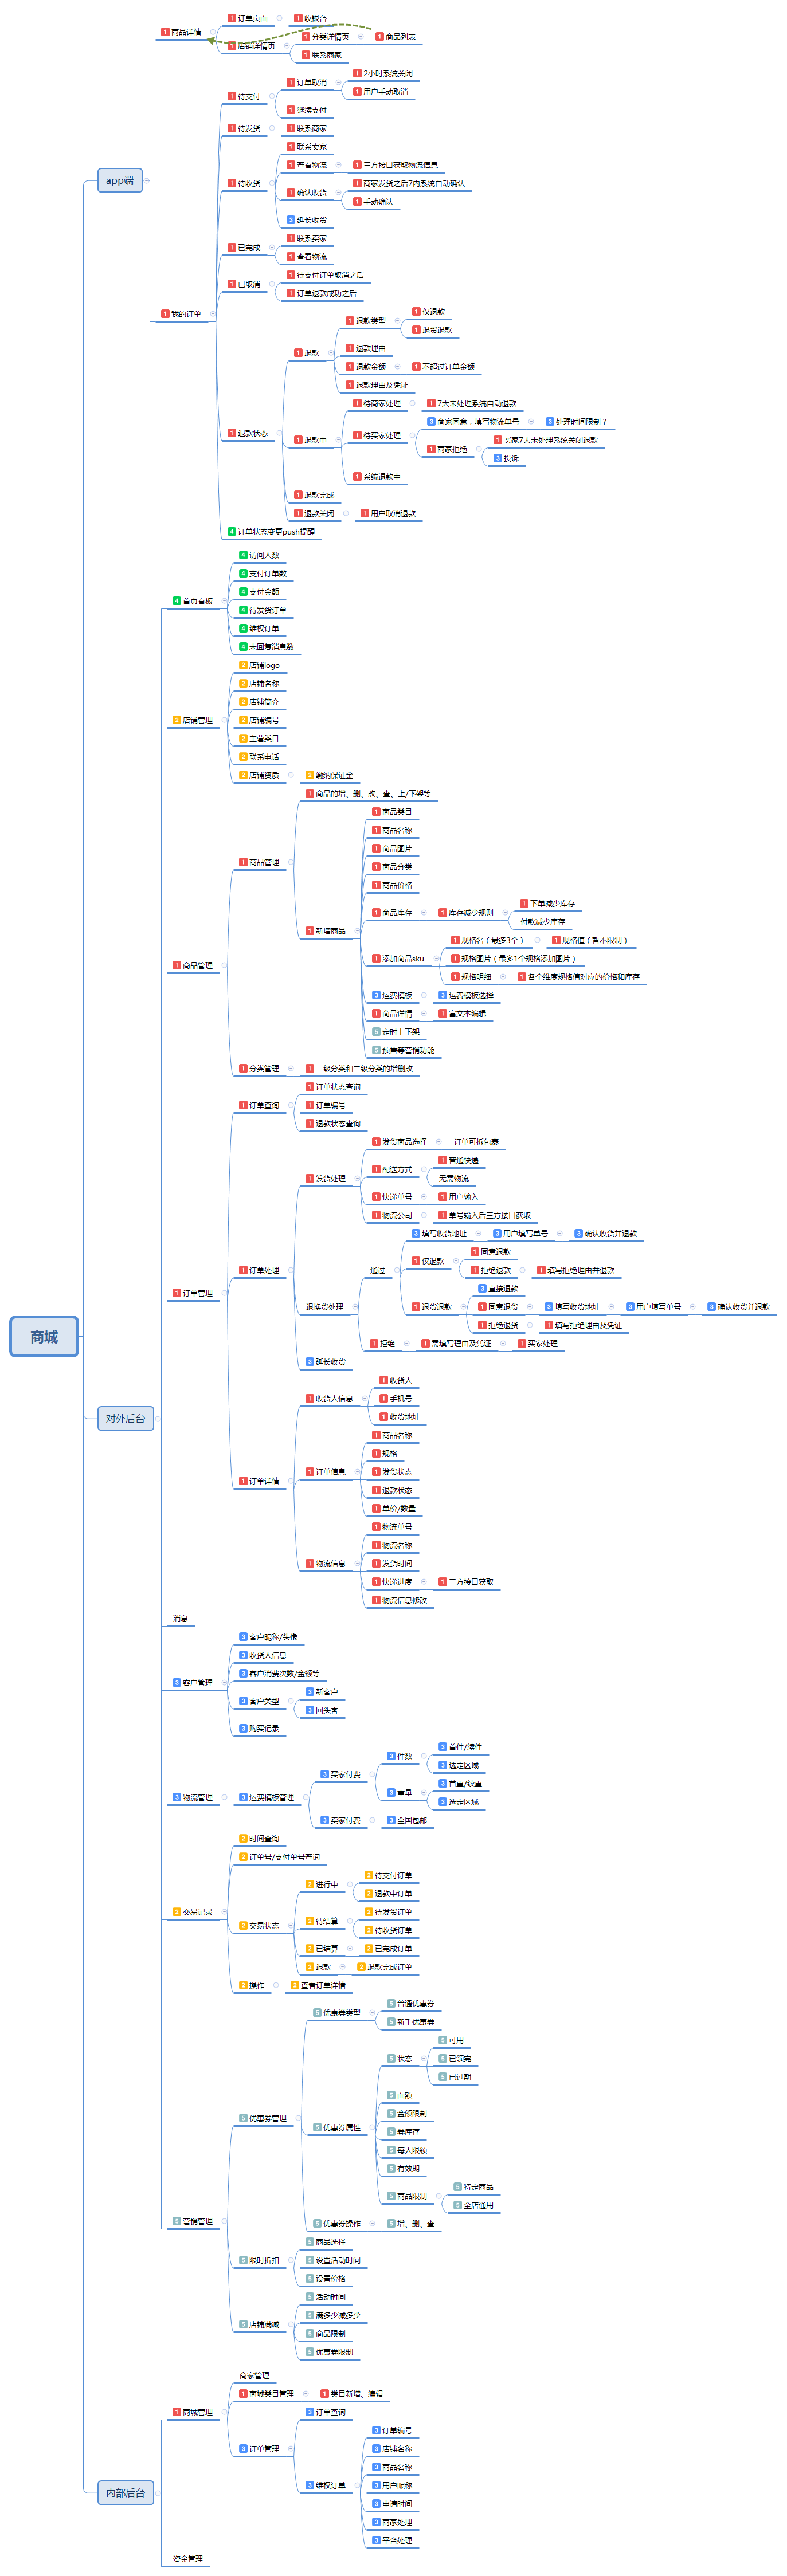 商城
app端
1 商品详情
1 订单页面
1 收银台
1 店铺详情页
1 分类详情页
1 商品列表
1 联系商家
1 我的订单
1 待支付
1 订单取消
1 2小时系统关闭
1 用户手动取消
1 继续支付
1 待发货
1 联系商家
1 待收货
1 联系卖家
1 查看物流
1 三方接口获取物流信息
1 确认收货
1 商家发货之后7内系统自动确认
1 手动确认
3 延长收货
1 已完成
1 联系卖家
1 查看物流
1 已取消
1 待支付订单取消之后
1 订单退款成功之后
1 退款状态
1 退款
1 退款类型
1 仅退款
1 退货退款
1 退款理由
1 退款金额
1 不超过订单金额
1 退款理由及凭证
1 退款中
1 待商家处理
1 7天未处理系统自动退款
1 待买家处理
3 商家同意，填写物流单号
3 处理时间限制？
1 商家拒绝
1 买家7天未处理系统关闭退款
3 投诉
1 系统退款中
1 退款完成
1 退款关闭
1 用户取消退款
4 订单状态变更push提醒
对外后台
4 首页看板
4 访问人数
4 支付订单数
4 支付金额
4 待发货订单
4 维权订单
4 未回复消息数
2 店铺管理
2 店铺logo
2 店铺名称
2 店铺简介
2 店铺编号
2 主营类目
2 联系电话
2 店铺资质
2 缴纳保证金
1 商品管理
1 商品管理
1 商品的增、删、改、查、上/下架等
1 新增商品
1 商品类目
1 商品名称
1 商品图片
1 商品分类
1 商品价格
1 商品库存
1 库存减少规则
1 下单减少库存
付款减少库存
1 添加商品sku
1 规格名（最多3个）
1 规格值（暂不限制）
1 规格图片（最多1个规格添加图片）
1 规格明细
1 各个维度规格值对应的价格和库存
3 运费模板
3 运费模板选择
1 商品详情
1 富文本编辑
5 定时上下架
5 预售等营销功能
1 分类管理
1 一级分类和二级分类的增删改
1 订单管理
1 订单查询
1 订单状态查询
1 订单编号
1 退款状态查询
1 订单处理
1 发货处理
1 发货商品选择
订单可拆包裹
1 配送方式
1 普通快递
无需物流
1 快递单号
1 用户输入
1 物流公司
1 单号输入后三方接口获取
退换货处理
通过
3 填写收货地址
3 用户填写单号
3 确认收货并退款
1 仅退款
1 同意退款
1 拒绝退款
1 填写拒绝理由并退款
1 退货退款
3 直接退款
1 同意退货
3 填写收货地址
3 用户填写单号
3 确认收货并退款
1 拒绝退货
1 填写拒绝理由及凭证
1 拒绝
1 需填写理由及凭证
1 买家处理
3 延长收货
1 订单详情
1 收货人信息
1 收货人
1 手机号
1 收货地址
1 订单信息
1 商品名称
1 规格
1 发货状态
1 退款状态
1 单价/数量
1 物流信息
1 物流单号
1 物流名称
1 发货时间
1 快递进度
1 三方接口获取
1 物流信息修改
消息
3 客户管理
3 客户昵称/头像
3 收货人信息
3 客户消费次数/金额等
3 客户类型
3 新客户
3 回头客
3 购买记录
3 物流管理
3 运费模板管理
3 买家付费
3 件数
3 首件/续件
3 选定区域
3 重量
3 首重/续重
3 选定区域
3 卖家付费
3 全国包邮
2 交易记录
2 时间查询
2 订单号/支付单号查询
2 交易状态
2 进行中
2 待支付订单
2 退款中订单
2 待结算
2 待发货订单
2 待收货订单
2 已结算
2 已完成订单
2 退款
2 退款完成订单
2 操作
2 查看订单详情
5 营销管理
5 优惠券管理
5 优惠券类型
5 普通优惠券
5 新手优惠券
5 优惠券属性
5 状态
5 可用
5 已领完
5 已过期
5 面额
5 金额限制
5 券库存
5 每人限领
5 有效期
5 商品限制
5 特定商品
5 全店通用
5 优惠券操作
5 增、删、查
5 限时折扣
5 商品选择
5 设置活动时间
5 设置价格
5 店铺满减
5 活动时间
5 满多少减多少
5 商品限制
5 优惠券限制
内部后台
1 商城管理
商家管理
1 商城类目管理
1 类目新增、编辑
3 订单管理
3 订单查询
3 维权订单
3 订单编号
3 店铺名称
3 商品名称
3 用户昵称
3 申请时间
3 商家处理
3 平台处理
资金管理